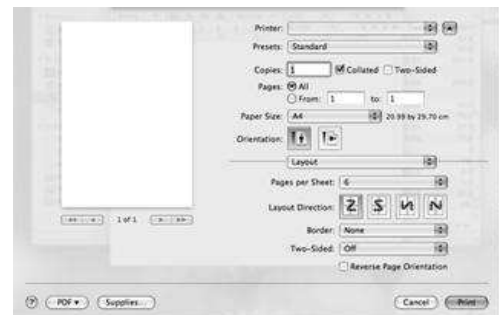 Printer:
Presets: Standard
Copies: 1 Collated Two-Sided
Pages: All
From: 1 to: 1
Paper Size: A4 20.99 by 29.70 cm
Orientation:
Layout
Pages per Sheet: 6
Layout Direction:
Border: None
Two-Sided: Off
Reverse Page Orientation
1 of 1
? PDF Supplies... Cancel Print